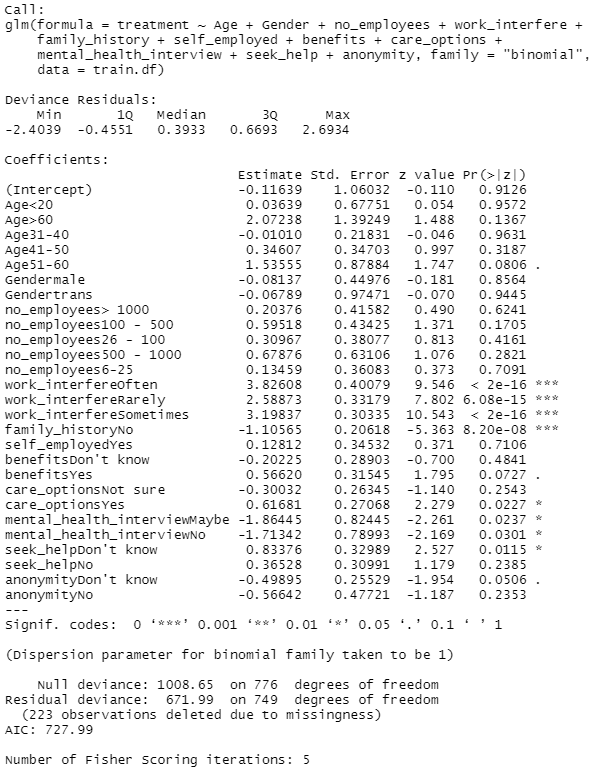 Call:
glm(formula = treatment ~ Age + Gender + no_employees + work_interfere +
    family_history + self_employed + benefits + care_options +
    mental_health_interview + seek_help + anonymity, family = "binomial",
    data = train.df)

Deviance Residuals:
    Min      1Q  Median      3Q     Max
-2.4039 -0.4551  0.3933  0.6693  2.6934

Coefficients:
                             Estimate Std. Error z value Pr(>|z|)
(Intercept)                  -0.11639    1.06032  -0.110   0.9126
Age<20                        0.03639    0.67751   0.054   0.9572
Age>60                        2.07238    1.39249   1.488   0.1367
Age31-40                     -0.01010    0.21831  -0.046   0.9631
Age41-50                      0.34607    0.34703   0.997   0.3187
Age51-60                      1.53555    0.87884   1.747   0.0806 .
Gendermale                   -0.08137    0.44976  -0.181   0.8564
Gendertrans                  -0.06789    0.97471  -0.070   0.9445
no_employees> 1000            0.20376    0.41582   0.490   0.6241
no_employees100 - 500         0.59518    0.43425   1.371   0.1705
no_employees26 - 100          0.30967    0.38077   0.813   0.4161
no_employees500 - 1000        0.67876    0.63106   1.076   0.2821
no_employees6-25              0.13459    0.36083   0.373   0.7091
work_interfereOften           3.82608    0.40079   9.546  < 2e-16 ***
work_interfereRarely          2.58873    0.33179   7.802 6.08e-15 ***
work_interfereSometimes       3.19837    0.30335  10.543  < 2e-16 ***
family_historyNo             -1.10565    0.20618  -5.363 8.20e-08 ***
self_employedYes              0.12812    0.34532   0.371   0.7106
benefitsDon't know           -0.20225    0.28903  -0.700   0.4841
benefitsYes                   0.56620    0.31545   1.795   0.0727 .
care_optionsNot sure         -0.30032    0.26345  -1.140   0.2543
care_optionsYes               0.61681    0.27068   2.279   0.0227 *
mental_health_interviewMaybe -1.86445    0.82445  -2.261   0.0237 *
mental_health_interviewNo    -1.71342    0.78993  -2.169   0.0301 *
seek_helpDon't know           0.83376    0.32989   2.527   0.0115 *
seek_helpNo                   0.36528    0.30991   1.179   0.2385
anonymityDon't know          -0.49895    0.25529  -1.954   0.0506 .
anonymityNo                  -0.56642    0.47721  -1.187   0.2353
---
Signif. codes:  0 ‘***’ 0.001 ‘**’ 0.01 ‘*’ 0.05 ‘.’ 0.1 ‘ ’ 1

(Dispersion parameter for binomial family taken to be 1)

    Null deviance: 1008.65  on 776  degrees of freedom
Residual deviance:  671.99  on 749  degrees of freedom
  (223 observations deleted due to missingness)
AIC: 727.99

Number of Fisher Scoring iterations: 5